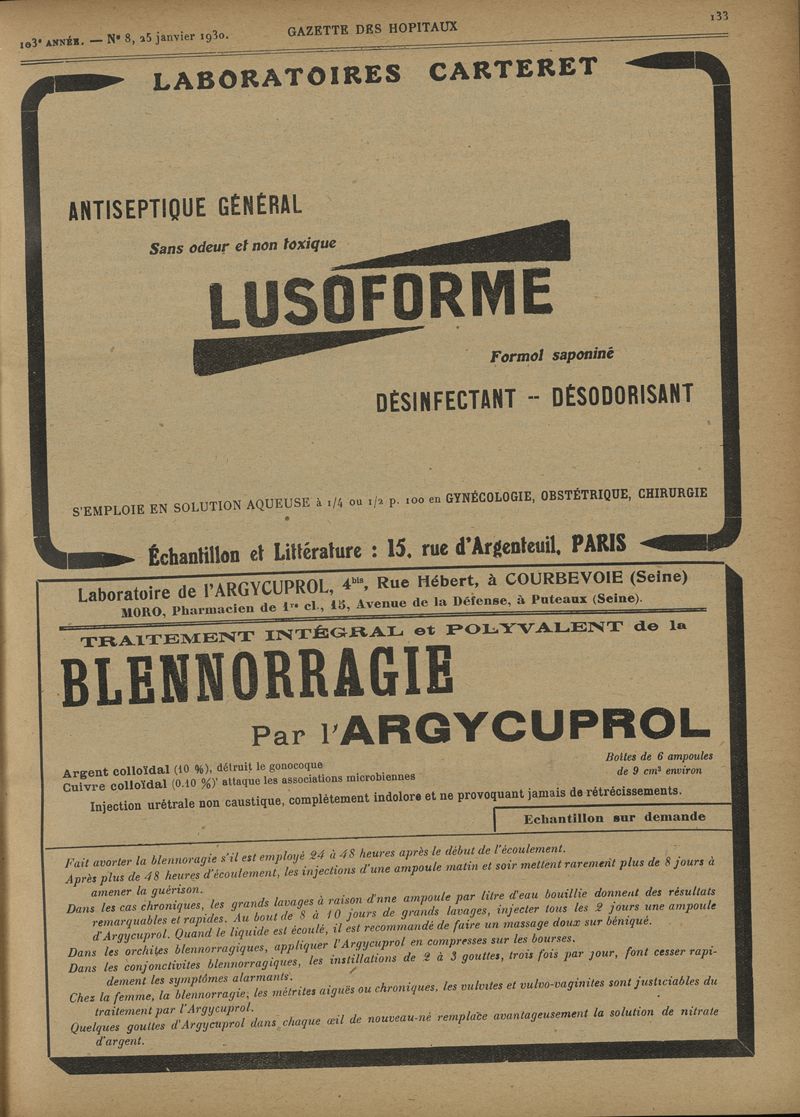 103ᵉ ANNÉE. — Nº 8, 25 janvier 1930.
GAZETTE DES HOPITAUX
133
LABORATOIRES CARTERET
ANTISEPTIQUE GÉNÉRAL
Sans odeur et non toxique
LUSOFORME
Formol saponiné
DÉSINFECTANT -- DÉSODORISANT
S'EMPLOIE EN SOLUTION AQUEUSE à 1/4 ou 1/2 p. 100 en GYNÉCOLOGIE, OBSTÉTRIQUE, CHIRURGIE
Échantillon et Littérature : 15, rue d'Argenteuil, PARIS
Laboratoire de l'ARGYCUPROL, 4bis, Rue Hébert, à COURBEVOIE (Seine)
MORO, Pharmacien de 1re cl., 15, Avenue de la Défense, à Puteaux (Seine).
TRAITEMENT INTÉGRAL et POLYVALENT de la
BLENNORRAGIE
Par l'ARGYCUPROL
Argent colloïdal (10 %), détruit le gonocoque
Cuivre colloïdal (0.10 %)' attaque les associations microbiennes
Boîtes de 6 ampoules
de 9 cm³ environ
Injection urétrale non caustique, complètement indolore et ne provoquant jamais de rétrécissements.
Echantillon sur demande
Fait avorter la blennoragie s'il est employé 24 à 48 heures après le début de l'écoulement.
Après plus de 48 heures d'écoulement, les injections d'une ampoule matin et soir mettent rarement plus de 8 jours à
amener la guérison.
Dans les cas chroniques, les grands lavages à raison d'nne ampoule par litre d'eau bouillie donnent des résultats
remarquables et rapides. Au bout de 8 à 10 jours de grands lavages, injecter tous les 2 jours une ampoule
d'Argycuprol. Quand le liquide est écoulé, il est recommandé de faire un massage doux sur béniqué.
Dans les orchites blennorragiques, appliquer l'Argycuprol en compresses sur les bourses.
Dans les conjonctivites blennorragiques, les instillations de 2 à 3 gouttes, trois fois par jour, font cesser rapi-
dement les symptômes alarmants.
Chez la femme, la blennorragie, les métrites aiguës ou chroniques, les vulvites et vulvo-vaginites sont justiciables du
traitement par l'Argycuprol.
Quelques gouttes d'Argycuprol dans chaque œil de nouveau-né remplace avantageusement la solution de nitrate
d'argent.